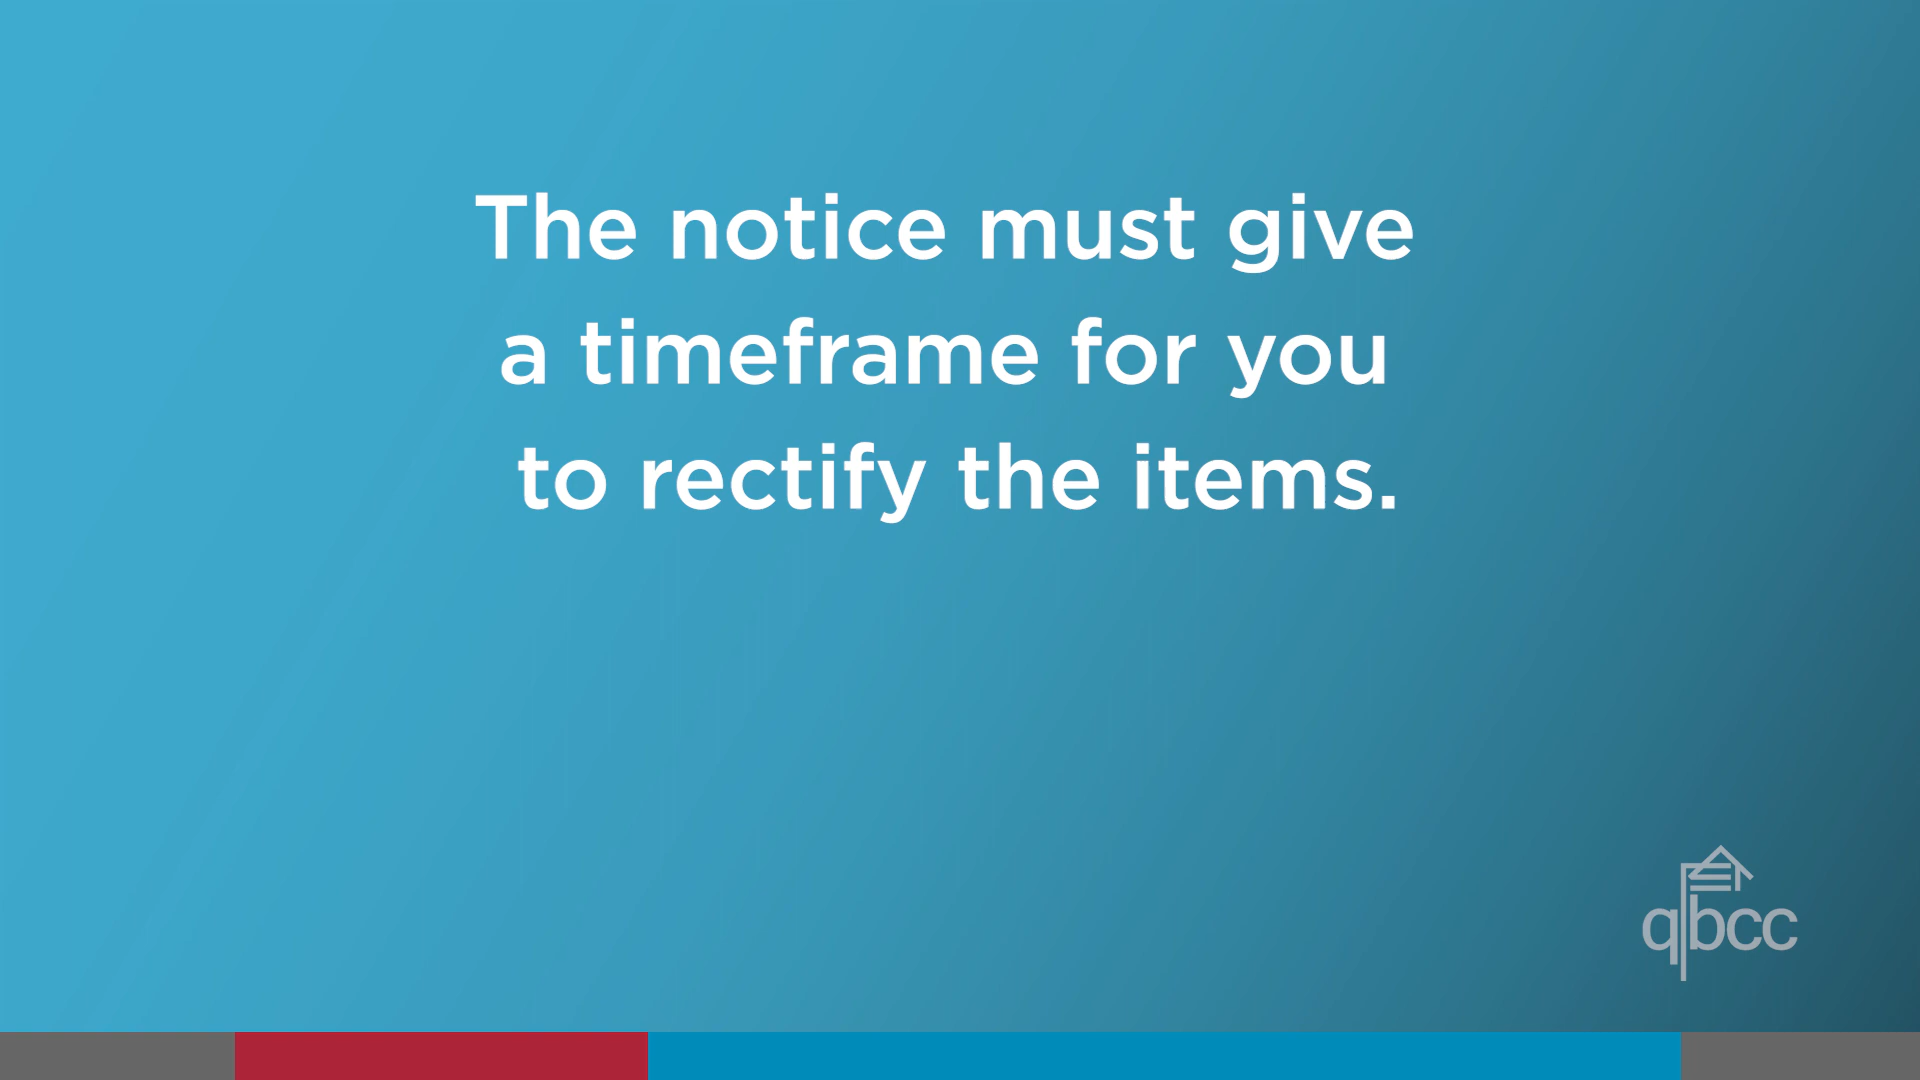 The notice must give
a timeframe for you
to rectify the items.
qbcc